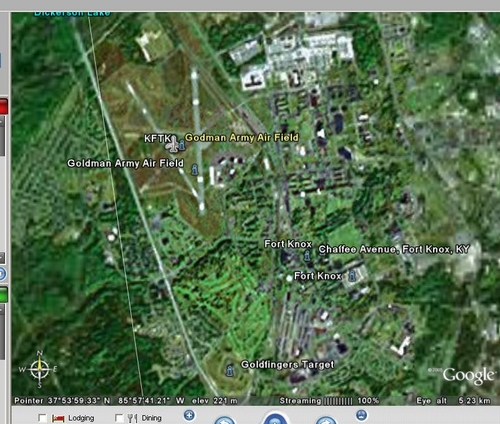 Dickerson Lake
KFTK Godman Army Air Field
Goldman Army Air Field
Fort Knox Chaffee Avenue, Fort Knox, KY
Fort Knox
Goldfingers Target
N
W E
S
Google
Pointer 37°53'59.33" N 85°57'41.21" W elev 221 m Streaming 100% Eye alt 5.23 km
Lodging Dining